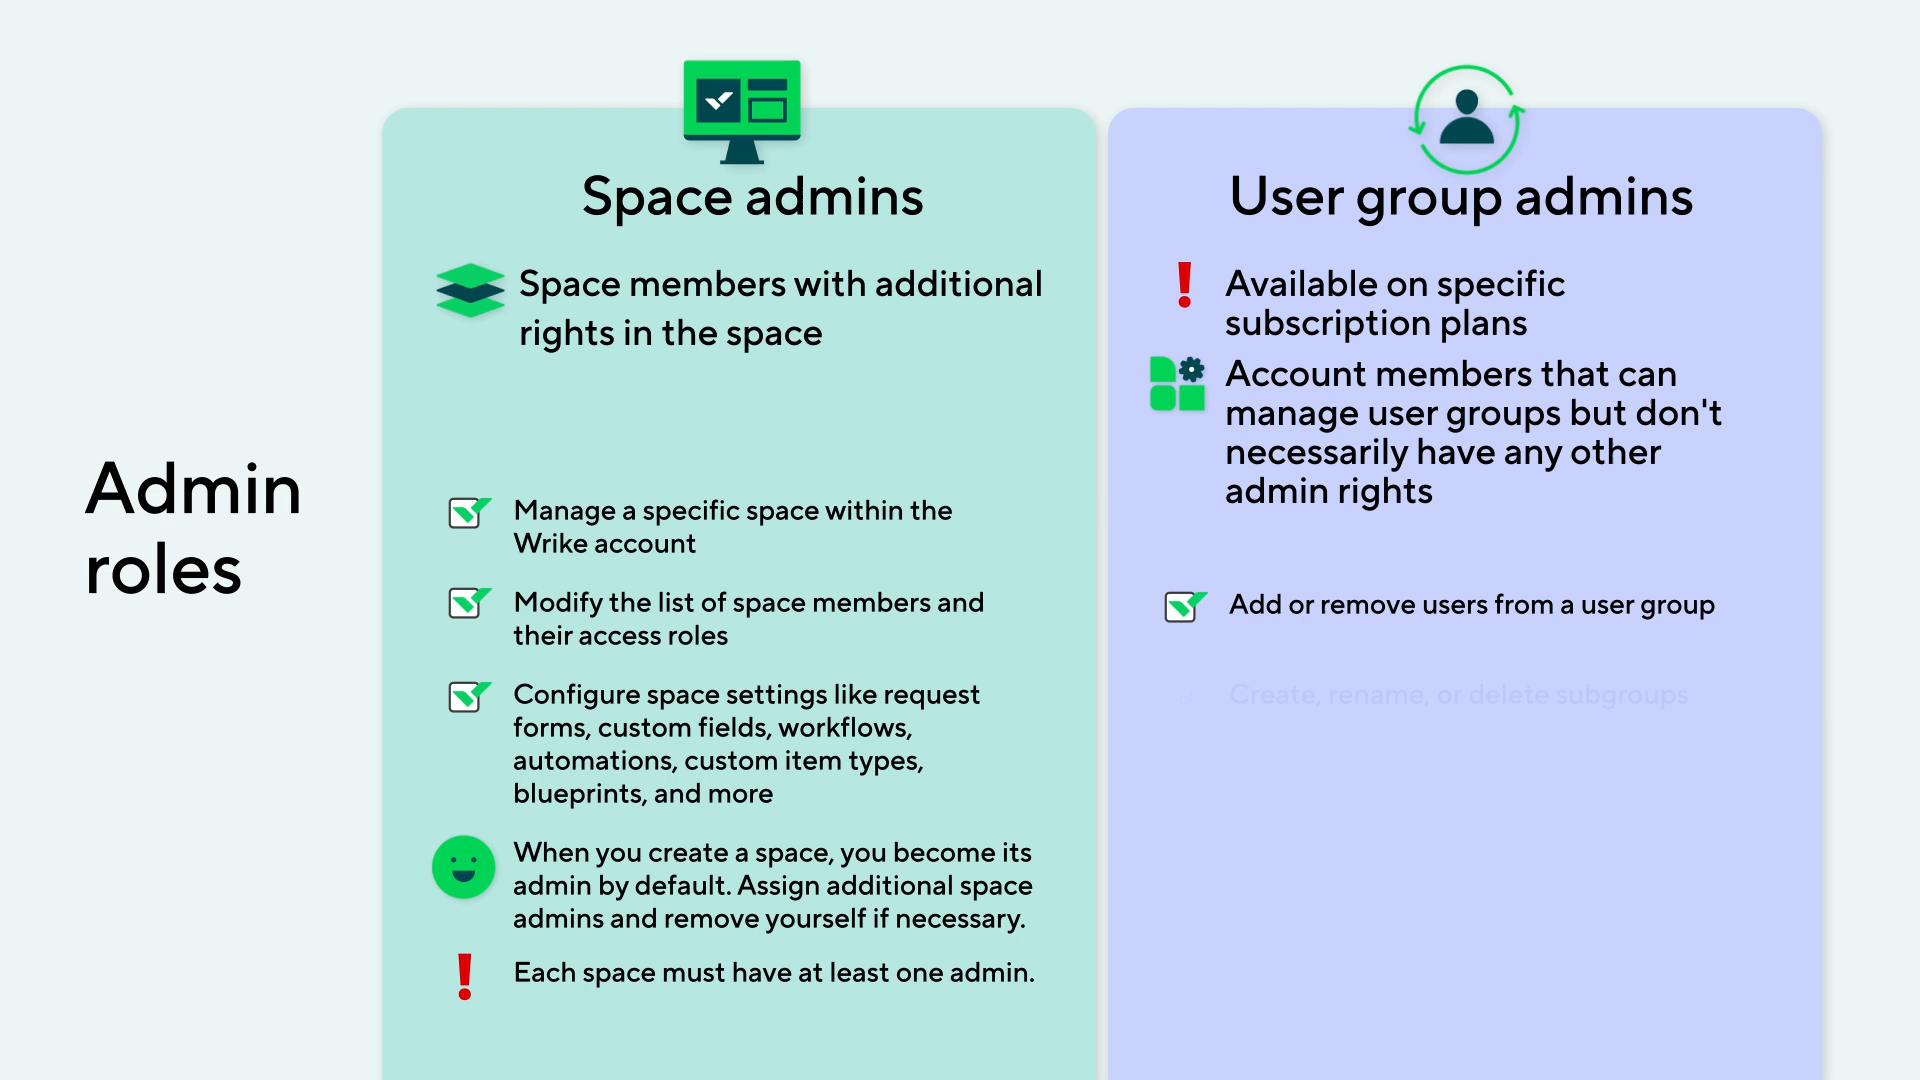 Admin
roles
Space admins
Space members with additional
rights in the space
Manage a specific space within the
Wrike account
Modify the list of space members and
their access roles
Configure space settings like request
forms, custom fields, workflows,
automations, custom item types,
blueprints, and more
When you create a space, you become its
admin by default. Assign additional space
admins and remove yourself if necessary.
Each space must have at least one admin.
User group admins
Available on specific
subscription plans
Account members that can
manage user groups but don't
necessarily have any other
admin rights
Add or remove users from a user group
Create, rename, or delete subgroups